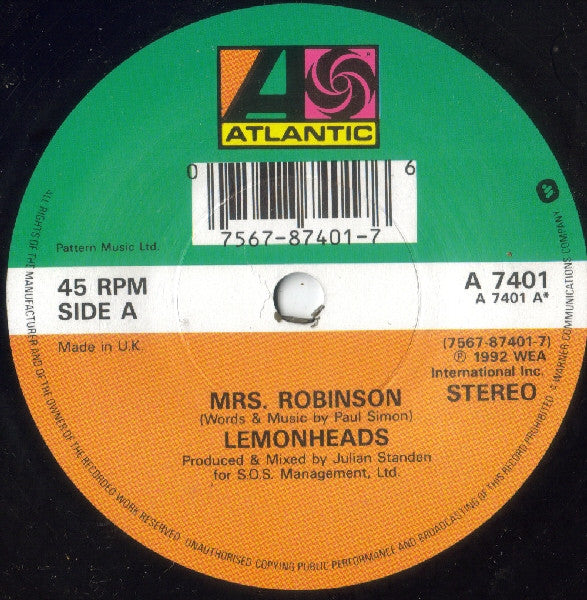 ATLANTIC
0 6
7567-87401-7
Pattern Music Ltd.
45 RPM
SIDE A
A 7401
A 7401 A*
Made in U.K.
(7567-87401-7)
℗ 1992 WEA
International Inc.
STEREO
MRS. ROBINSON
(Words & Music by Paul Simon)
LEMONHEADS
Produced & Mixed by Julian Standen
for S.O.S. Management, Ltd.
ALL RIGHTS OF THE MANUFACTURER AND OF THE OWNER OF THE RECORDED WORK RESERVED. UNAUTHORISED COPYING PUBLIC PERFORMANCE AND BROADCASTING OF THIS RECORD PROHIBITED · A WARNER COMMUNICATIONS COMPANY